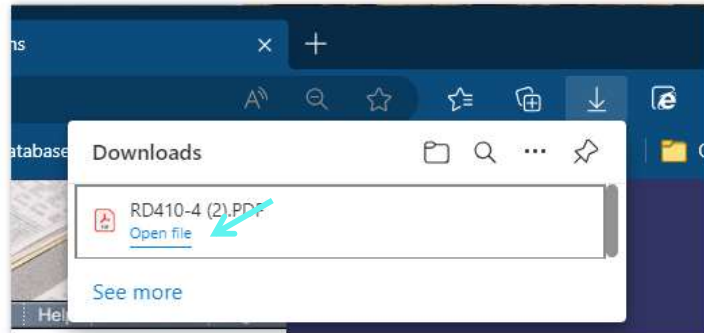 ns
A
atabase
Downloads
RD410-4 (2).PDF
Open file
See more
Hel